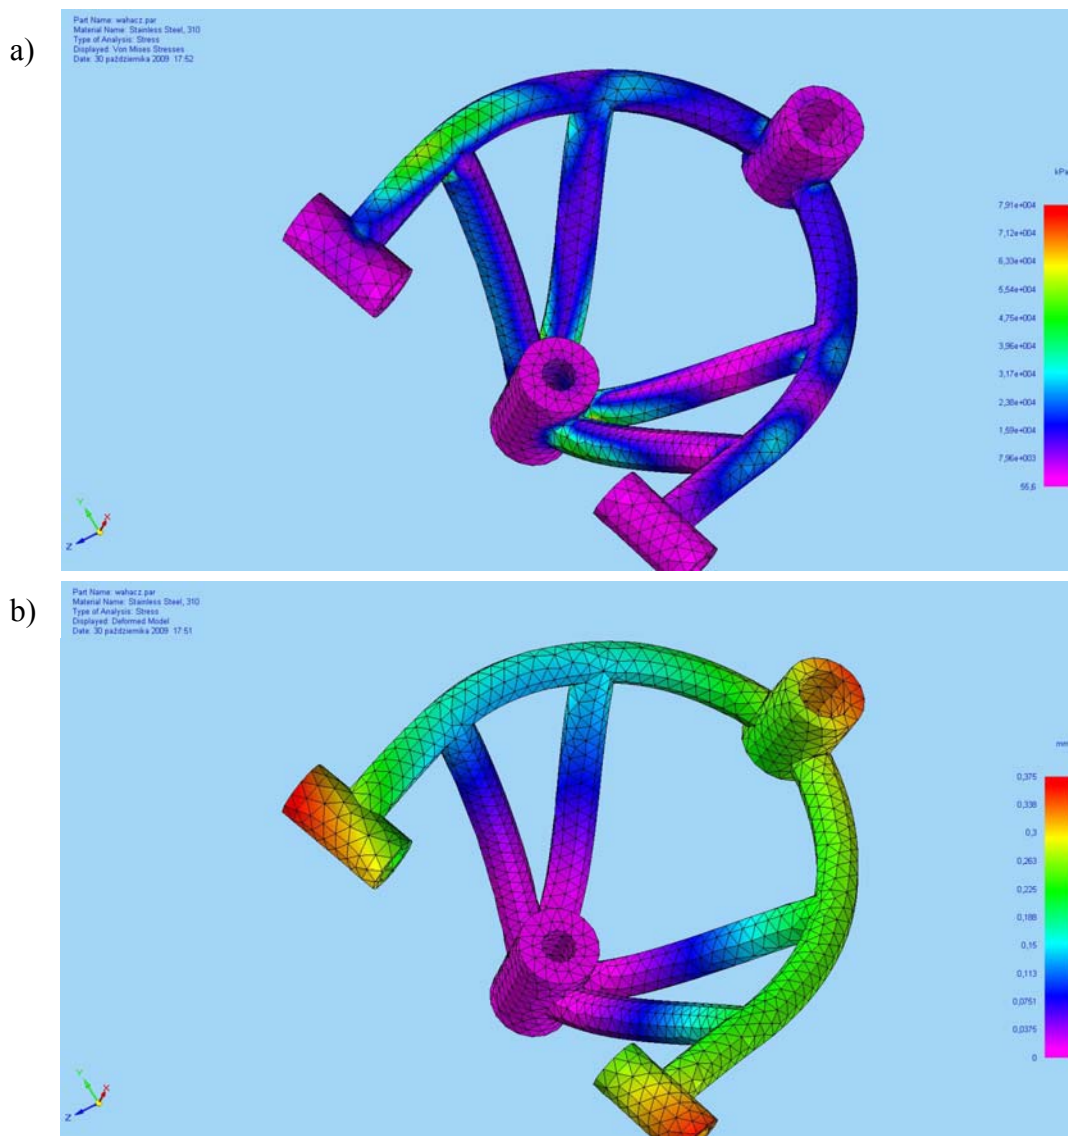 a)
Part Name: wahacz.par
Material Name: Stainless Steel, 310
Type of Analysis: Stress
Displayed: Von Mises Stresses
Date: 30 października 2009 17:52
kPa
7,91e+004
7,12e+004
6,33e+004
5,54e+004
4,75e+004
3,96e+004
3,17e+004
2,38e+004
1,59e+004
7,96e+003
55,6
Y
X
Z
b)
Part Name: wahacz.par
Material Name: Stainless Steel, 310
Type of Analysis: Stress
Displayed: Deformed Model
Date: 30 października 2009 17:51
mm
0,375
0,338
0,3
0,263
0,225
0,188
0,15
0,113
0,0751
0,0375
0
Y
X
Z